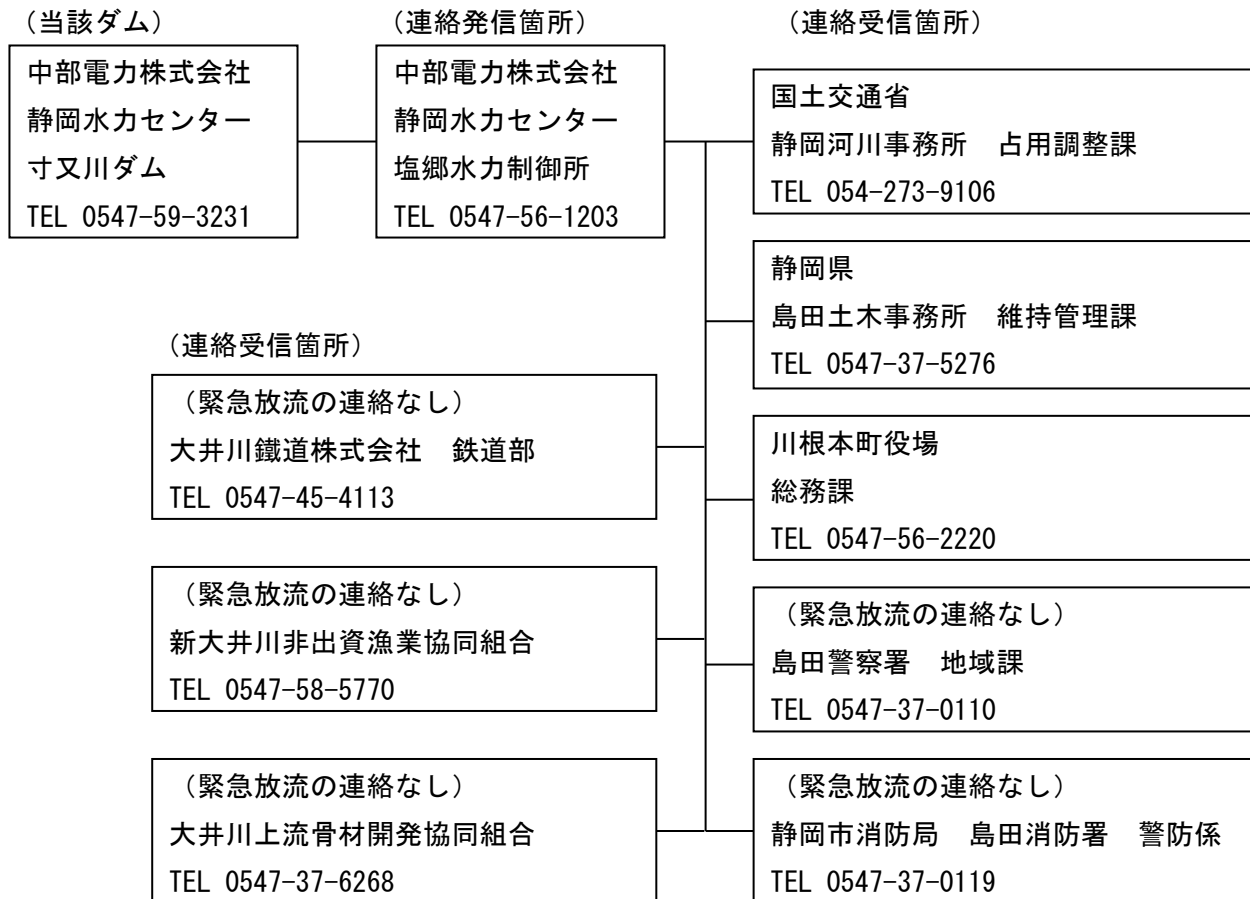 （当該ダム）
中部電力株式会社
静岡水力センター
寸又川ダム
TEL 0547-59-3231
（連絡発信箇所）
中部電力株式会社
静岡水力センター
塩郷水力制御所
TEL 0547-56-1203
（連絡受信箇所）
国土交通省
静岡河川事務所　占用調整課
TEL 054-273-9106
静岡県
島田土木事務所　維持管理課
TEL 0547-37-5276
川根本町役場
総務課
TEL 0547-56-2220
（緊急放流の連絡なし）
島田警察署　地域課
TEL 0547-37-0110
（緊急放流の連絡なし）
静岡市消防局　島田消防署　警防係
TEL 0547-37-0119
（連絡受信箇所）
（緊急放流の連絡なし）
大井川鐵道株式会社　鉄道部
TEL 0547-45-4113
（緊急放流の連絡なし）
新大井川非出資漁業協同組合
TEL 0547-58-5770
（緊急放流の連絡なし）
大井川上流骨材開発協同組合
TEL 0547-37-6268